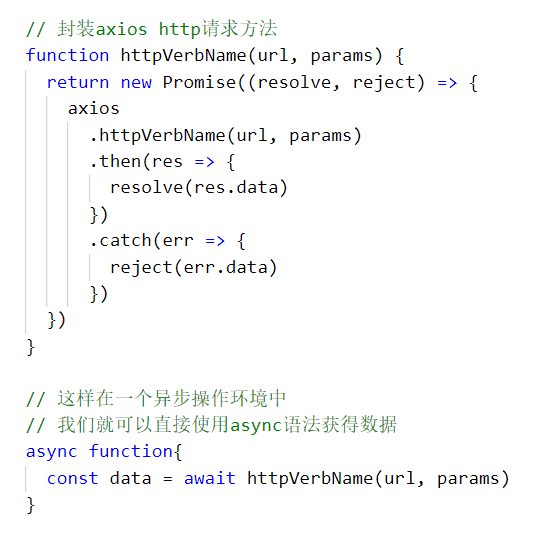 // 封装axios http请求方法
function httpVerbName(url, params) {
  return new Promise((resolve, reject) => {
    axios
      .httpVerbName(url, params)
      .then(res => {
        resolve(res.data)
      })
      .catch(err => {
        reject(err.data)
      })
  })
}

// 这样在一个异步操作环境中
// 我们就可以直接使用async语法获得数据
async function{
  const data = await httpVerbName(url, params)
}